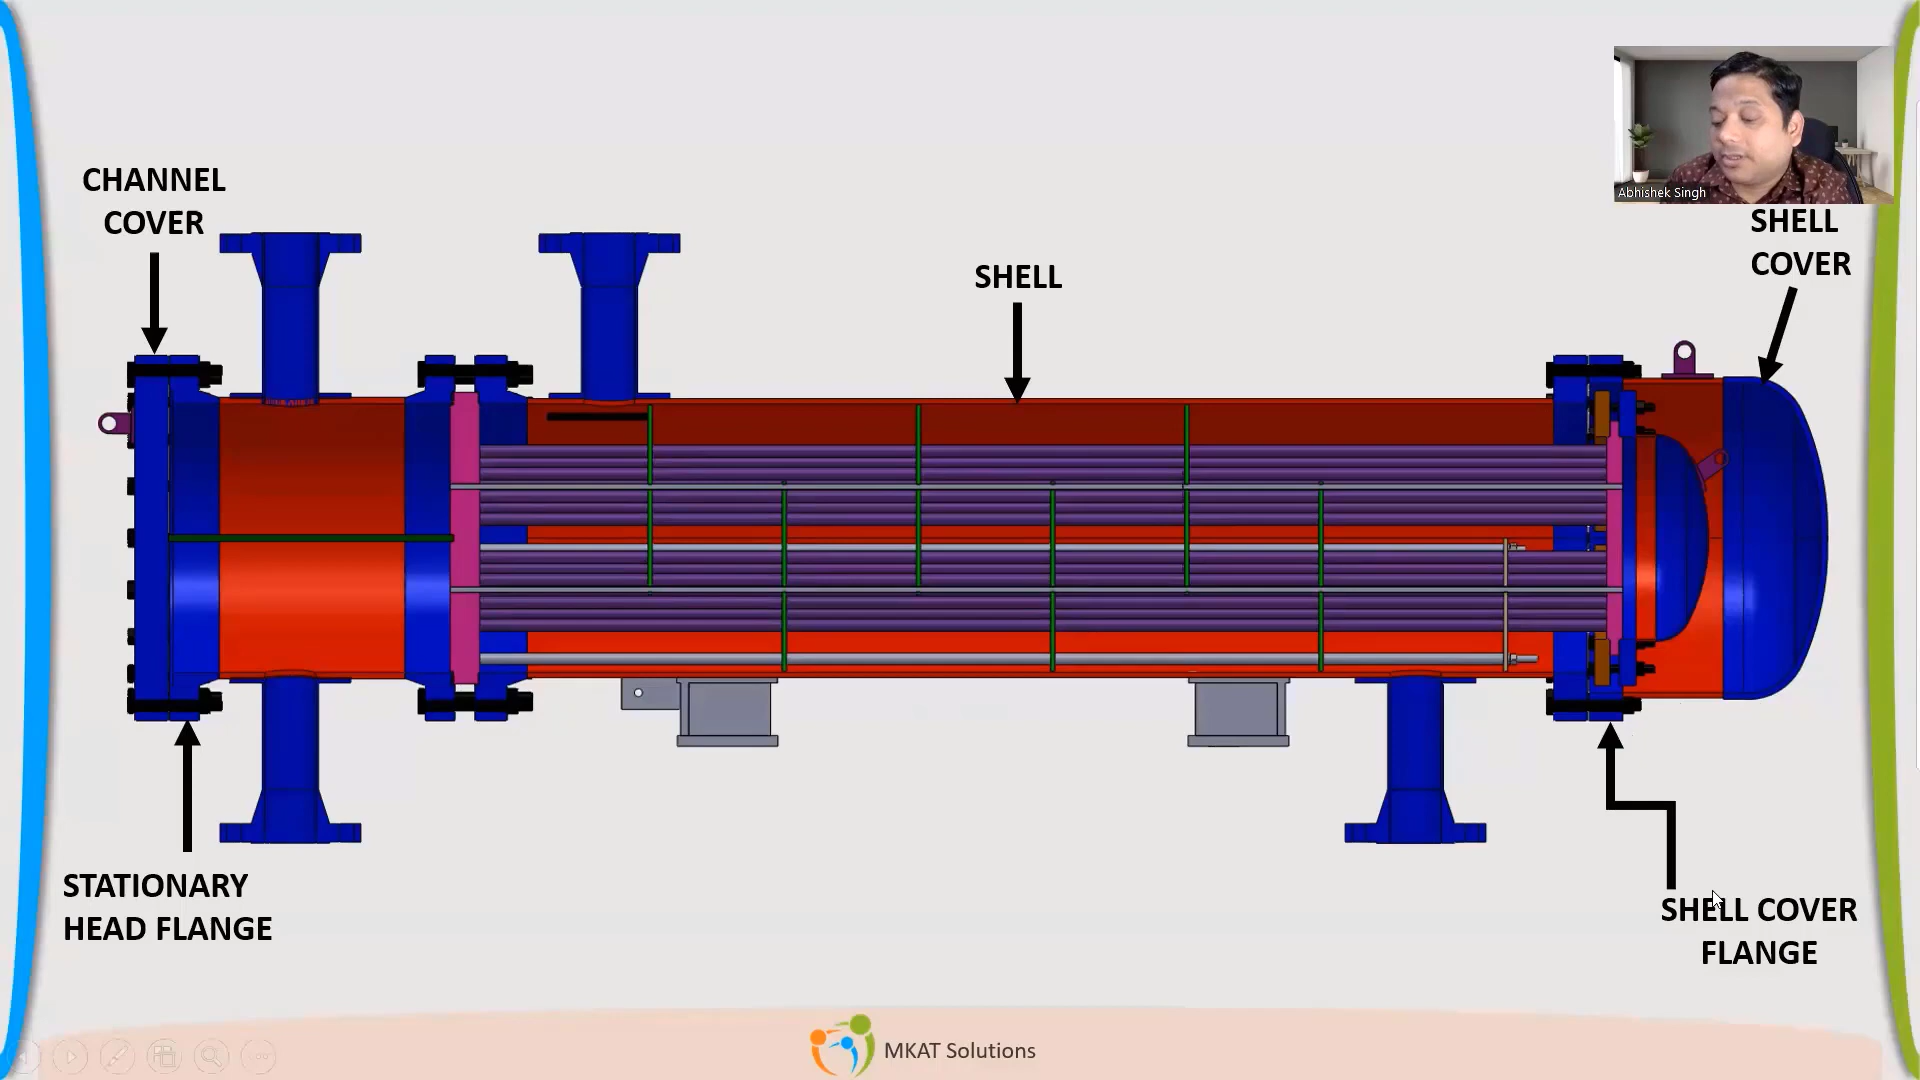 CHANNEL
COVER
SHELL
Abhishek Singh
SHELL
COVER
STATIONARY
HEAD FLANGE
SHELL COVER
FLANGE
MKAT Solutions